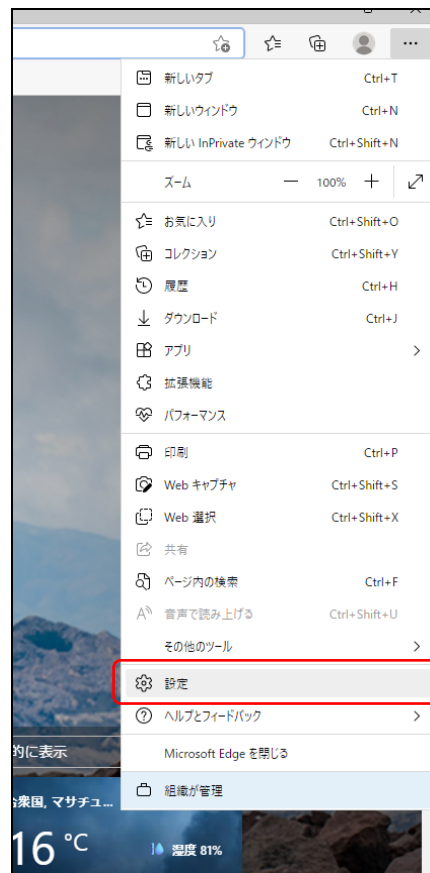 新しいタブ Ctrl+T
新しいウィンドウ Ctrl+N
新しい InPrivate ウィンドウ Ctrl+Shift+N
ズーム — 100% +
お気に入り Ctrl+Shift+O
コレクション Ctrl+Shift+Y
履歴 Ctrl+H
ダウンロード Ctrl+J
アプリ
拡張機能
パフォーマンス
印刷 Ctrl+P
Web キャプチャ Ctrl+Shift+S
Web 選択 Ctrl+Shift+X
共有
ページ内の検索 Ctrl+F
音声で読み上げる Ctrl+Shift+U
その他のツール
設定
ヘルプとフィードバック
Microsoft Edge を閉じる
組織が管理
的に表示
衆国, マサチュ...
16 °C
湿度 81%